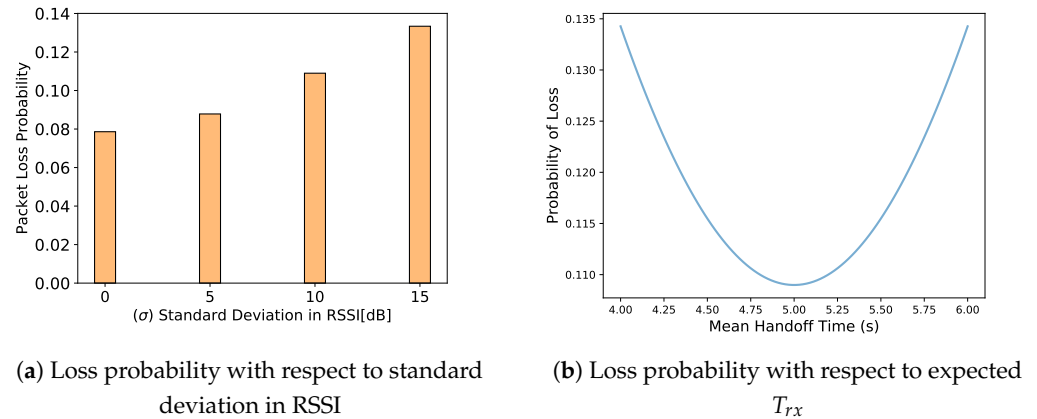 0.14
0.12
0.10
0.08
0.06
0.04
0.02
0.00
Packet Loss Probability
0 5 10 15
(σ) Standard Deviation in RSSI[dB]
(a) Loss probability with respect to standard
deviation in RSSI
0.135
0.130
0.125
0.120
0.115
0.110
Probability of Loss
4.00 4.25 4.50 4.75 5.00 5.25 5.50 5.75 6.00
Mean Handoff Time (s)
(b) Loss probability with respect to expected
Trx